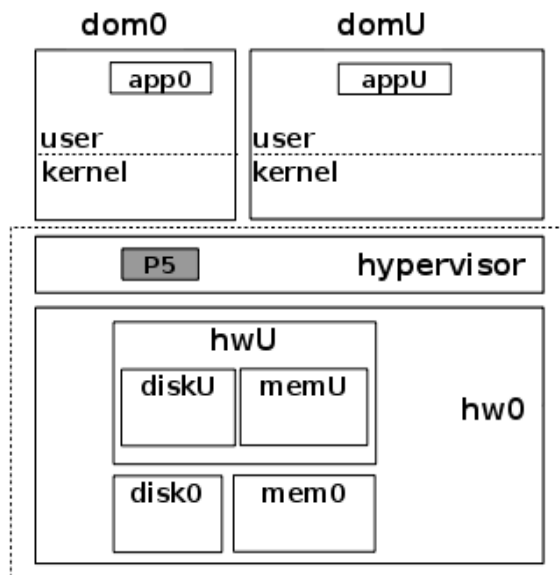 dom0 domU
app0 appU
user user
kernel kernel
P5 hypervisor
hwU
diskU memU
hw0
disk0 mem0